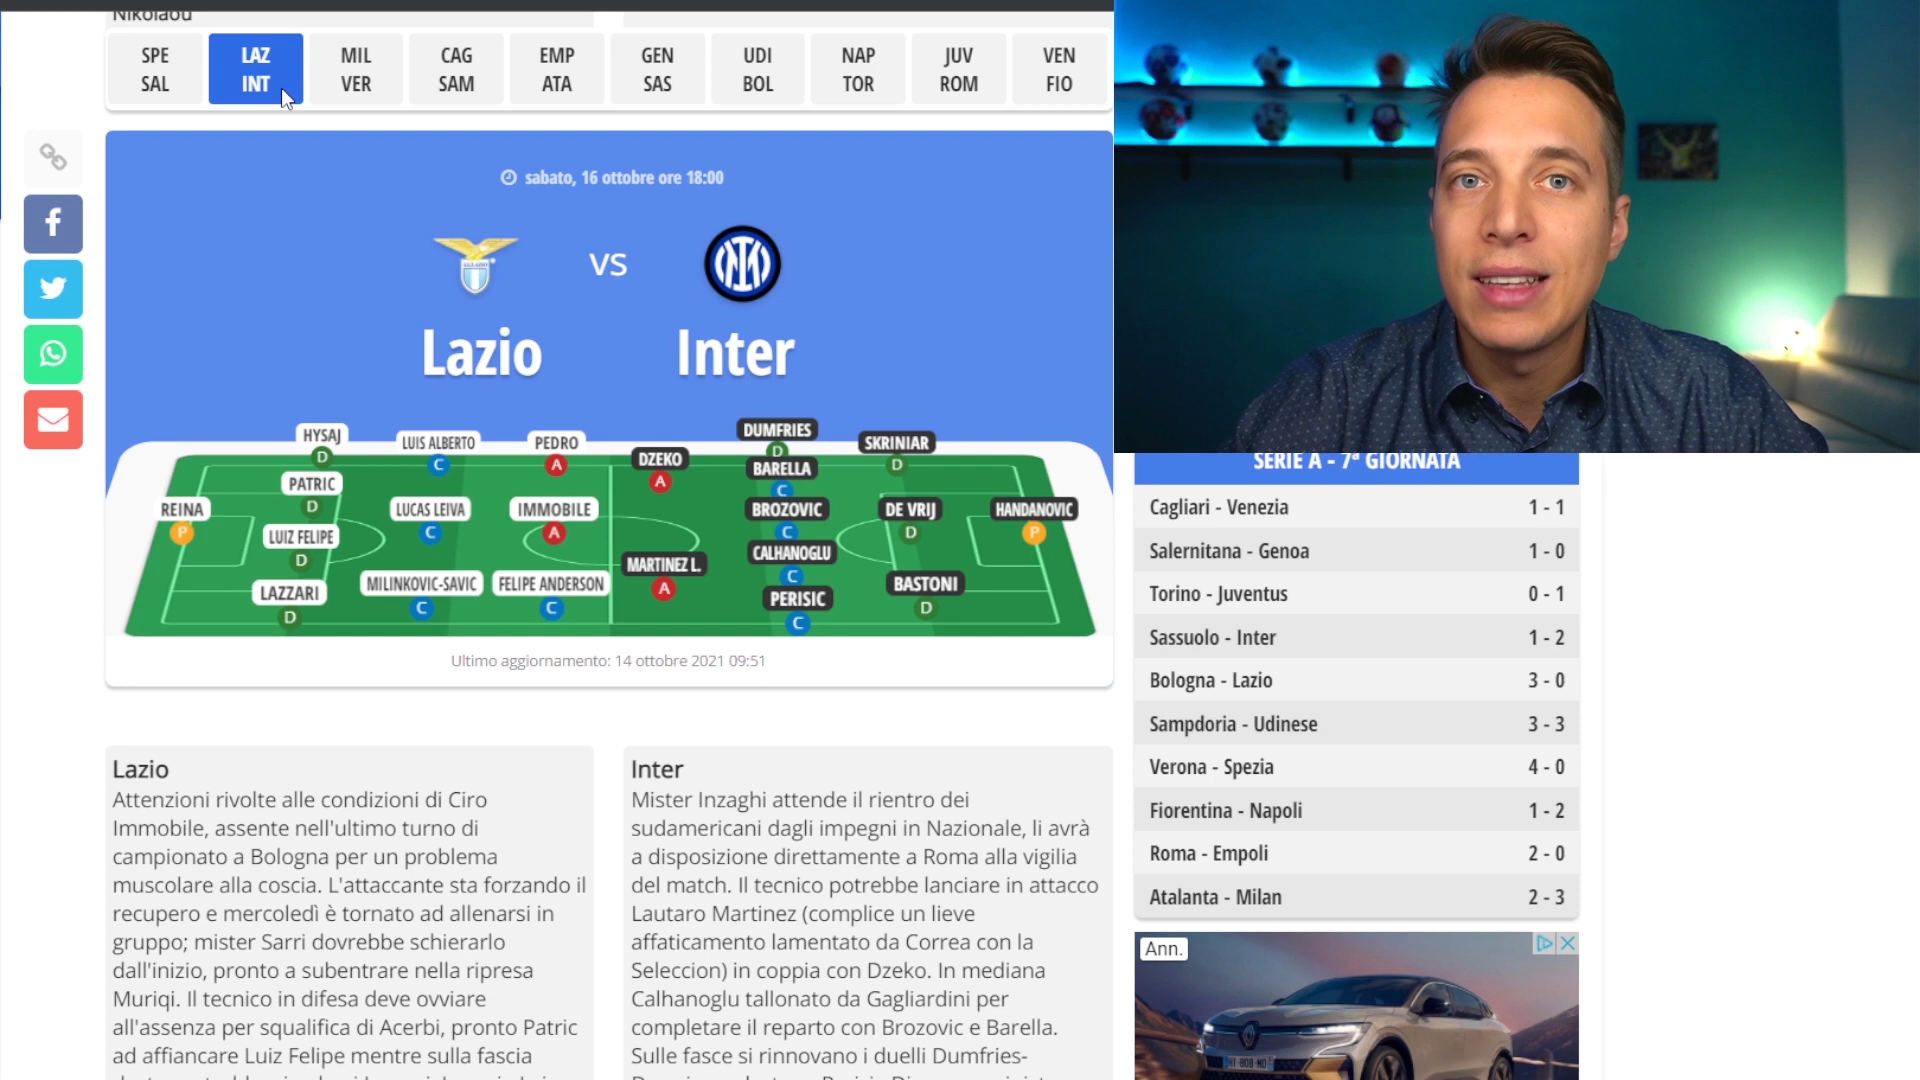 Nikolaou
SPE
SAL
LAZ
INT
MIL
VER
CAG
SAM
EMP
ATA
GEN
SAS
UDI
BOL
NAP
TOR
JUV
ROM
VEN
FIO
sabato, 16 ottobre ore 18:00
VS
Lazio
Inter
HYSAJ
D
LUIS ALBERTO
C
PEDRO
A
DZEKO
A
DUMFRIES
D
SKRINIAR
D
PATRIC
D
BARELLA
C
REINA
P
LUCAS LEIVA
C
IMMOBILE
A
BROZOVIC
C
DE VRIJ
D
HANDANOVIC
P
LUIZ FELIPE
D
CALHANOGLU
C
MARTINEZ L.
A
LAZZARI
D
MILINKOVIC-SAVIC
C
FELIPE ANDERSON
C
PERISIC
C
BASTONI
D
Ultimo aggiornamento: 14 ottobre 2021 09:51
Lazio
Attenzioni rivolte alle condizioni di Ciro
Immobile, assente nell'ultimo turno di
campionato a Bologna per un problema
muscolare alla coscia. L'attaccante sta forzando il
recupero e mercoledì è tornato ad allenarsi in
gruppo; mister Sarri dovrebbe schierarlo
dall'inizio, pronto a subentrare nella ripresa
Muriqi. Il tecnico in difesa deve ovviare
all'assenza per squalifica di Acerbi, pronto Patric
ad affiancare Luiz Felipe mentre sulla fascia
Inter
Mister Inzaghi attende il rientro dei
sudamericani dagli impegni in Nazionale, li avrà
a disposizione direttamente a Roma alla vigilia
del match. Il tecnico potrebbe lanciare in attacco
Lautaro Martinez (complice un lieve
affaticamento lamentato da Correa con la
Seleccion) in coppia con Dzeko. In mediana
Calhanoglu tallonato da Gagliardini per
completare il reparto con Brozovic e Barella.
Sulle fasce si rinnovano i duelli Dumfries-
SERIE A - 7ª GIORNATA
Cagliari - Venezia 1 - 1
Salernitana - Genoa 1 - 0
Torino - Juventus 0 - 1
Sassuolo - Inter 1 - 2
Bologna - Lazio 3 - 0
Sampdoria - Udinese 3 - 3
Verona - Spezia 4 - 0
Fiorentina - Napoli 1 - 2
Roma - Empoli 2 - 0
Atalanta - Milan 2 - 3
Ann.